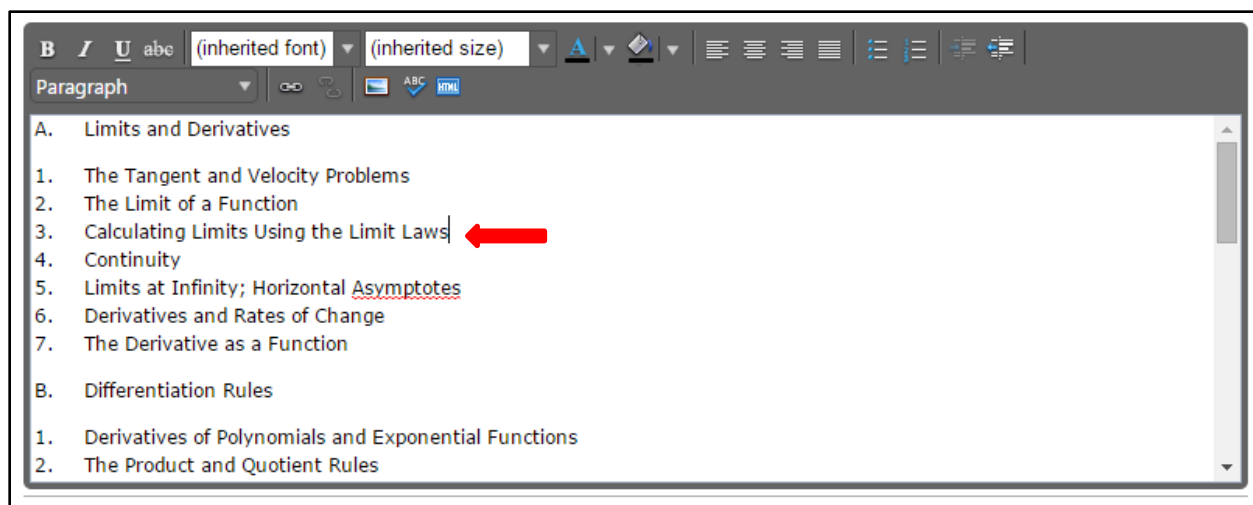 B I U abc (inherited font) (inherited size) A
Paragraph ABC HTML
A. Limits and Derivatives
1. The Tangent and Velocity Problems
2. The Limit of a Function
3. Calculating Limits Using the Limit Laws
4. Continuity
5. Limits at Infinity; Horizontal Asymptotes
6. Derivatives and Rates of Change
7. The Derivative as a Function
B. Differentiation Rules
1. Derivatives of Polynomials and Exponential Functions
2. The Product and Quotient Rules